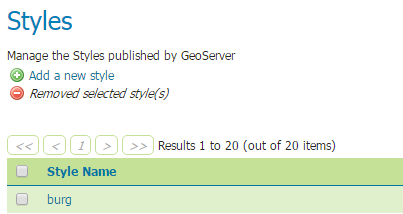 Styles
Manage the Styles published by GeoServer
Add a new style
Removed selected style(s)
<< < 1 > >> Results 1 to 20 (out of 20 items)
Style Name
burg